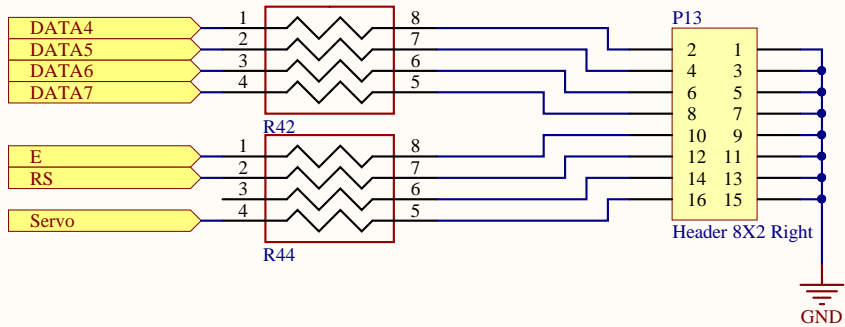 P13
DATA4 1 8
DATA5 2 7 2 1
DATA6 3 6 4 3
DATA7 4 5 6 5
8 7
R42
10 9
E 1 8 12 11
RS 2 7 14 13
3 6 16 15
Servo 4 5
Header 8X2 Right
R44
GND